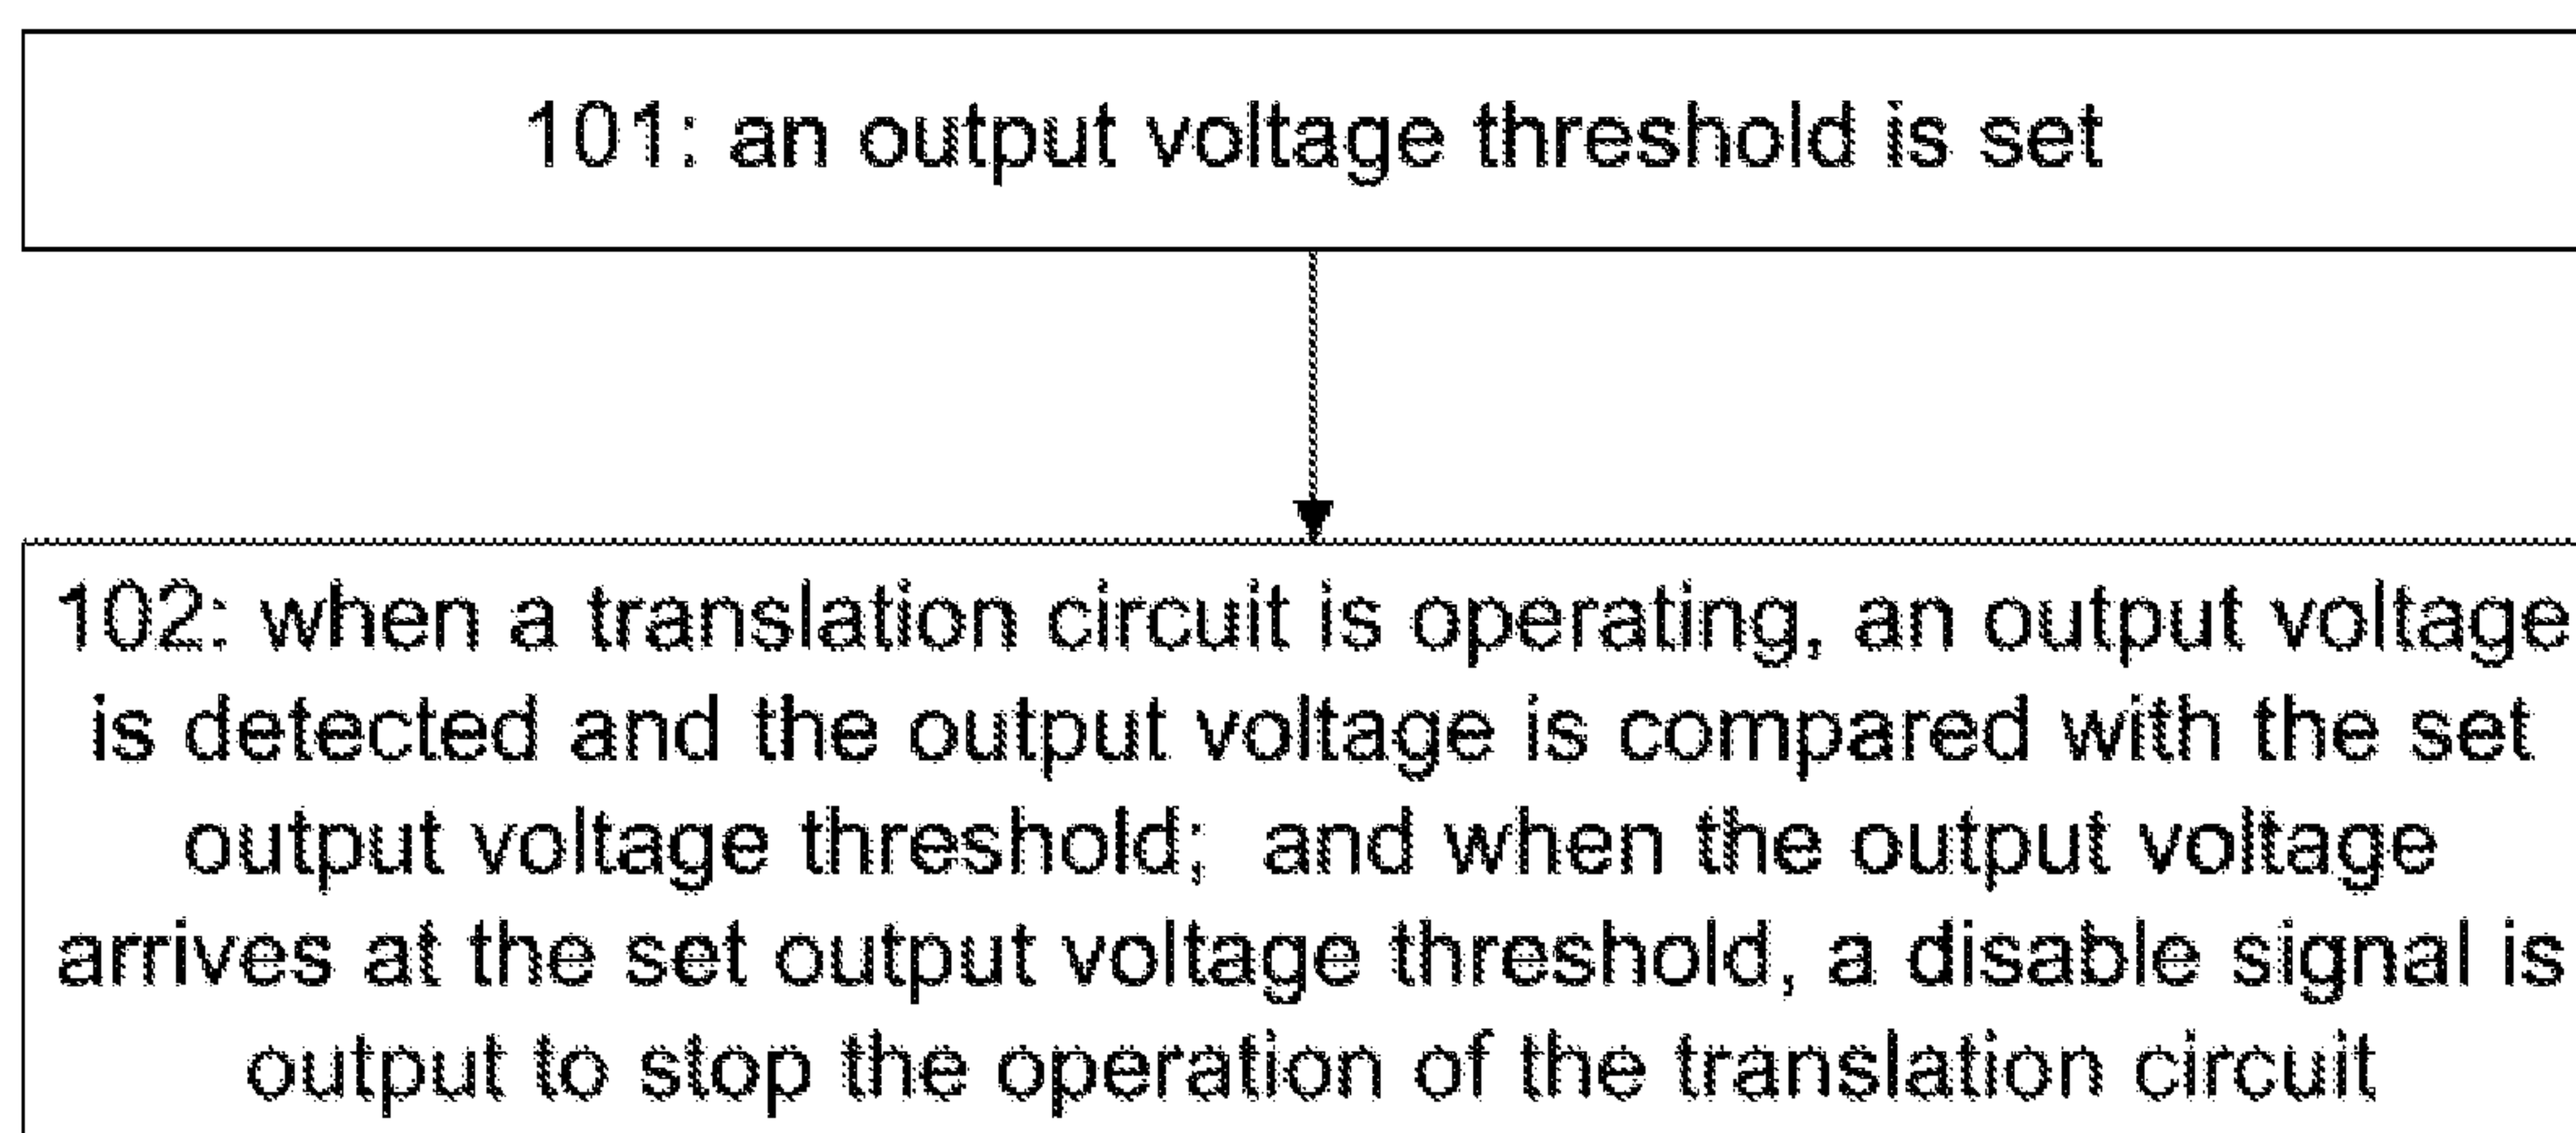 101: an output voltage threshold is set
102: when a translation circuit is operating, an output voltage
is detected and the output voltage is compared with the set
output voltage threshold; and when the output voltage
arrives at the set output voltage threshold, a disable signal is
output to stop the operation of the translation circuit